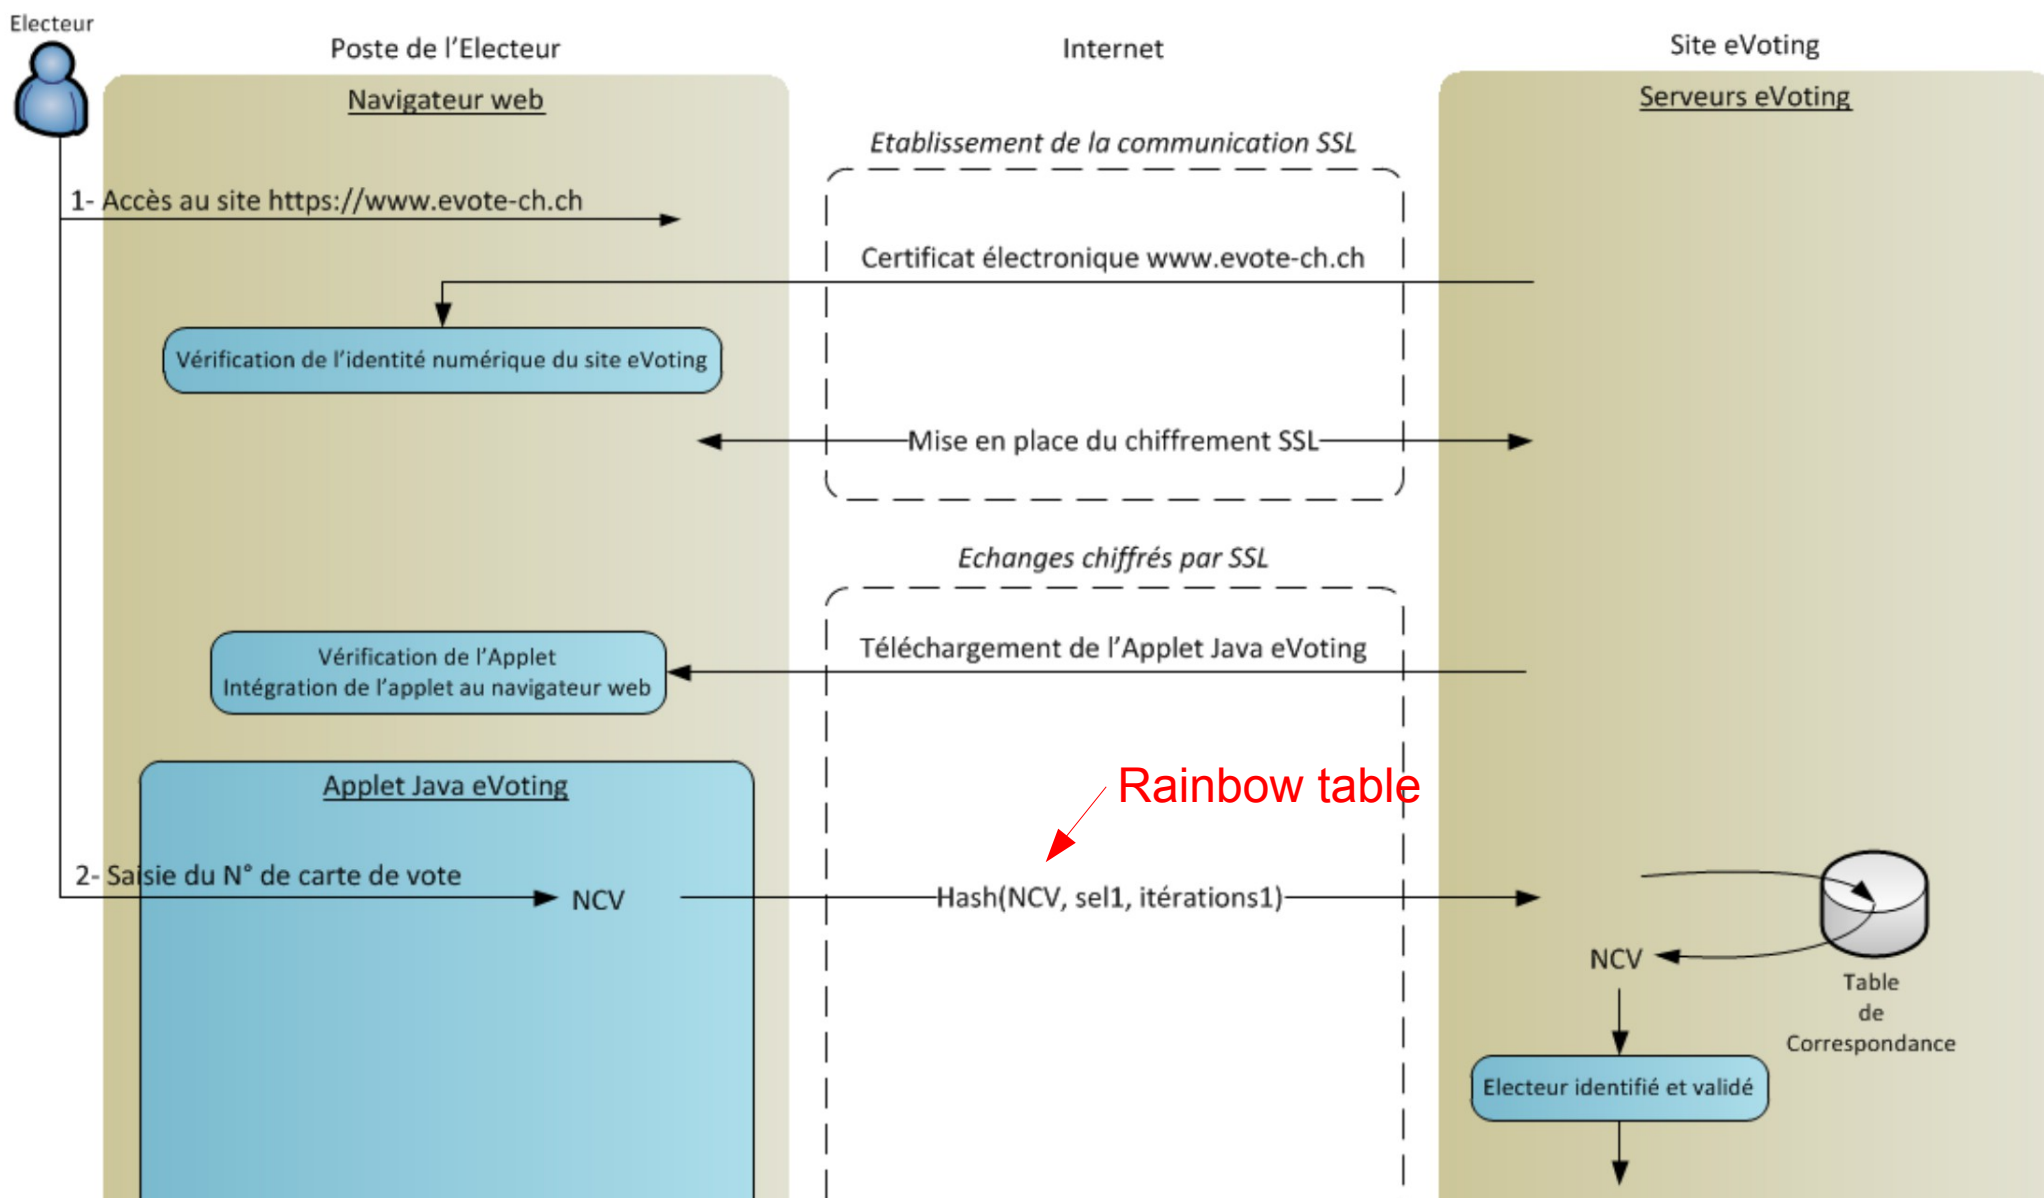 Electeur
Poste de l'Electeur
Internet
Site eVoting
Navigateur web
Serveurs eVoting
Etablissement de la communication SSL
1- Accès au site https://www.evote-ch.ch
Certificat électronique www.evote-ch.ch
Vérification de l'identité numérique du site eVoting
Mise en place du chiffrement SSL
Echanges chiffrés par SSL
Téléchargement de l'Applet Java eVoting
Vérification de l'Applet
Intégration de l'applet au navigateur web
Applet Java eVoting
Rainbow table
2- Saisie du N° de carte de vote
NCV
Hash(NCV, sel1, itérations1)
NCV
Table
de
Correspondance
Electeur identifié et validé